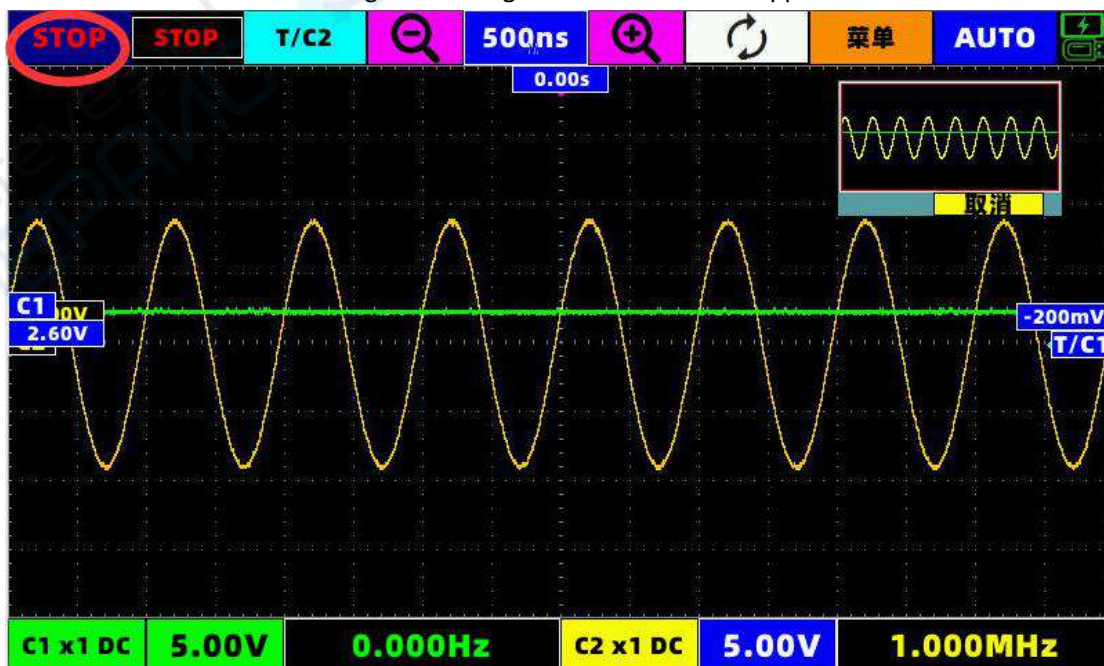 STOP STOP T/C2 500ns 菜单 AUTO
0.00s
取消
C1 00V -200mV
2.60V T/C1
C1 x1 DC 5.00V 0.000Hz C2 x1 DC 5.00V 1.000MHz